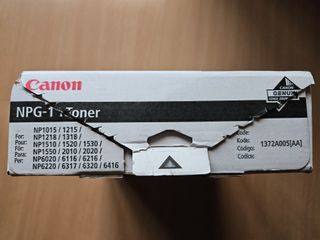 Canon
CANON
GENUINE
NPG-1 Toner
For:
Für:
Pour:
Para:
Per:
Para:
NP1015 / 1215 /
NP1218 / 1318 /
NP1510 / 1520 / 1530 /
NP1550 / 2010 / 2020 /
NP6020 / 6116 / 6216 /
NP6220 / 6317 / 6320 / 6416
Code:
Kode:
Código:
Codice:
1372A005[AA]